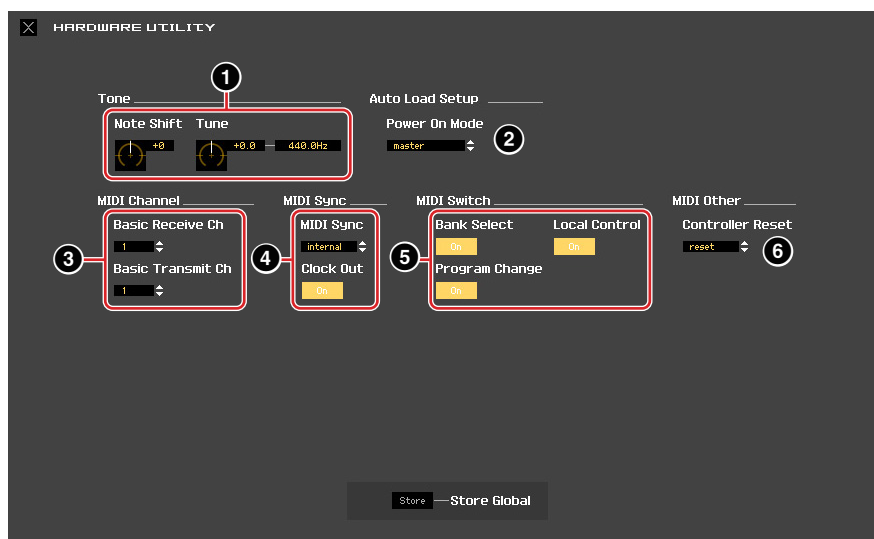 X HARDWARE UTILITY
1
Tone
Auto Load Setup
Note Shift Tune
Power On Mode
+0 +0.0 440.0Hz
master
2
MIDI Channel
MIDI Sync
MIDI Switch
MIDI Other
Basic Receive Ch
MIDI Sync
Bank Select
Local Control
Controller Reset
1
internal
On
On
reset
3
4
5
6
Basic Transmit Ch
Clock Out
Program Change
1
On
On
Store Store Global